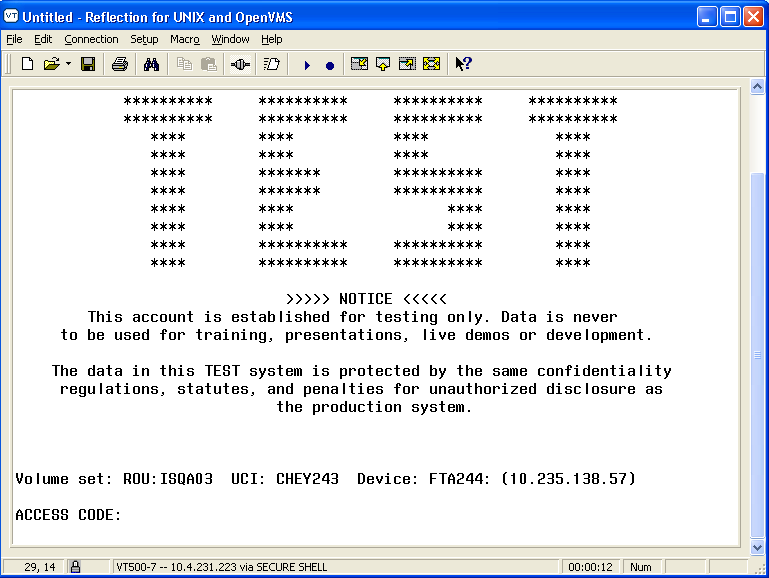 VT Untitled - Reflection for UNIX and OpenVMS
File Edit Connection Setup Macro Window Help
********** ********** ********** **********
********** ********** ********** **********
**** **** **** ****
**** **** **** ****
**** ******* ********** ****
**** ******* ********** ****
**** **** **** ****
**** **** **** ****
**** ********** ********** ****
**** ********** ********** ****
>>>>> NOTICE <<<<<
This account is established for testing only. Data is never
to be used for training, presentations, live demos or development.
The data in this TEST system is protected by the same confidentiality
regulations, statutes, and penalties for unauthorized disclosure as
the production system.
Volume set: ROU:ISQA03 UCI: CHEY243 Device: FTA244: (10.235.138.57)
ACCESS CODE:
29, 14 VT500-7 -- 10.4.231.223 via SECURE SHELL 00:00:12 Num